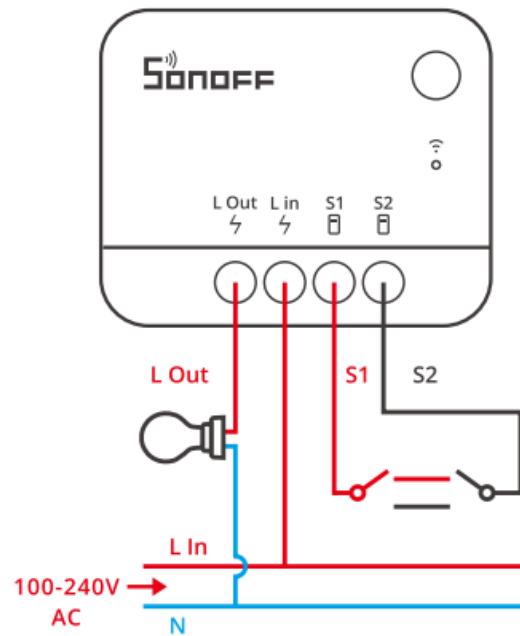 SONOFF
L Out L in S1 S2
L Out S1 S2
L In
100-240V
AC
N